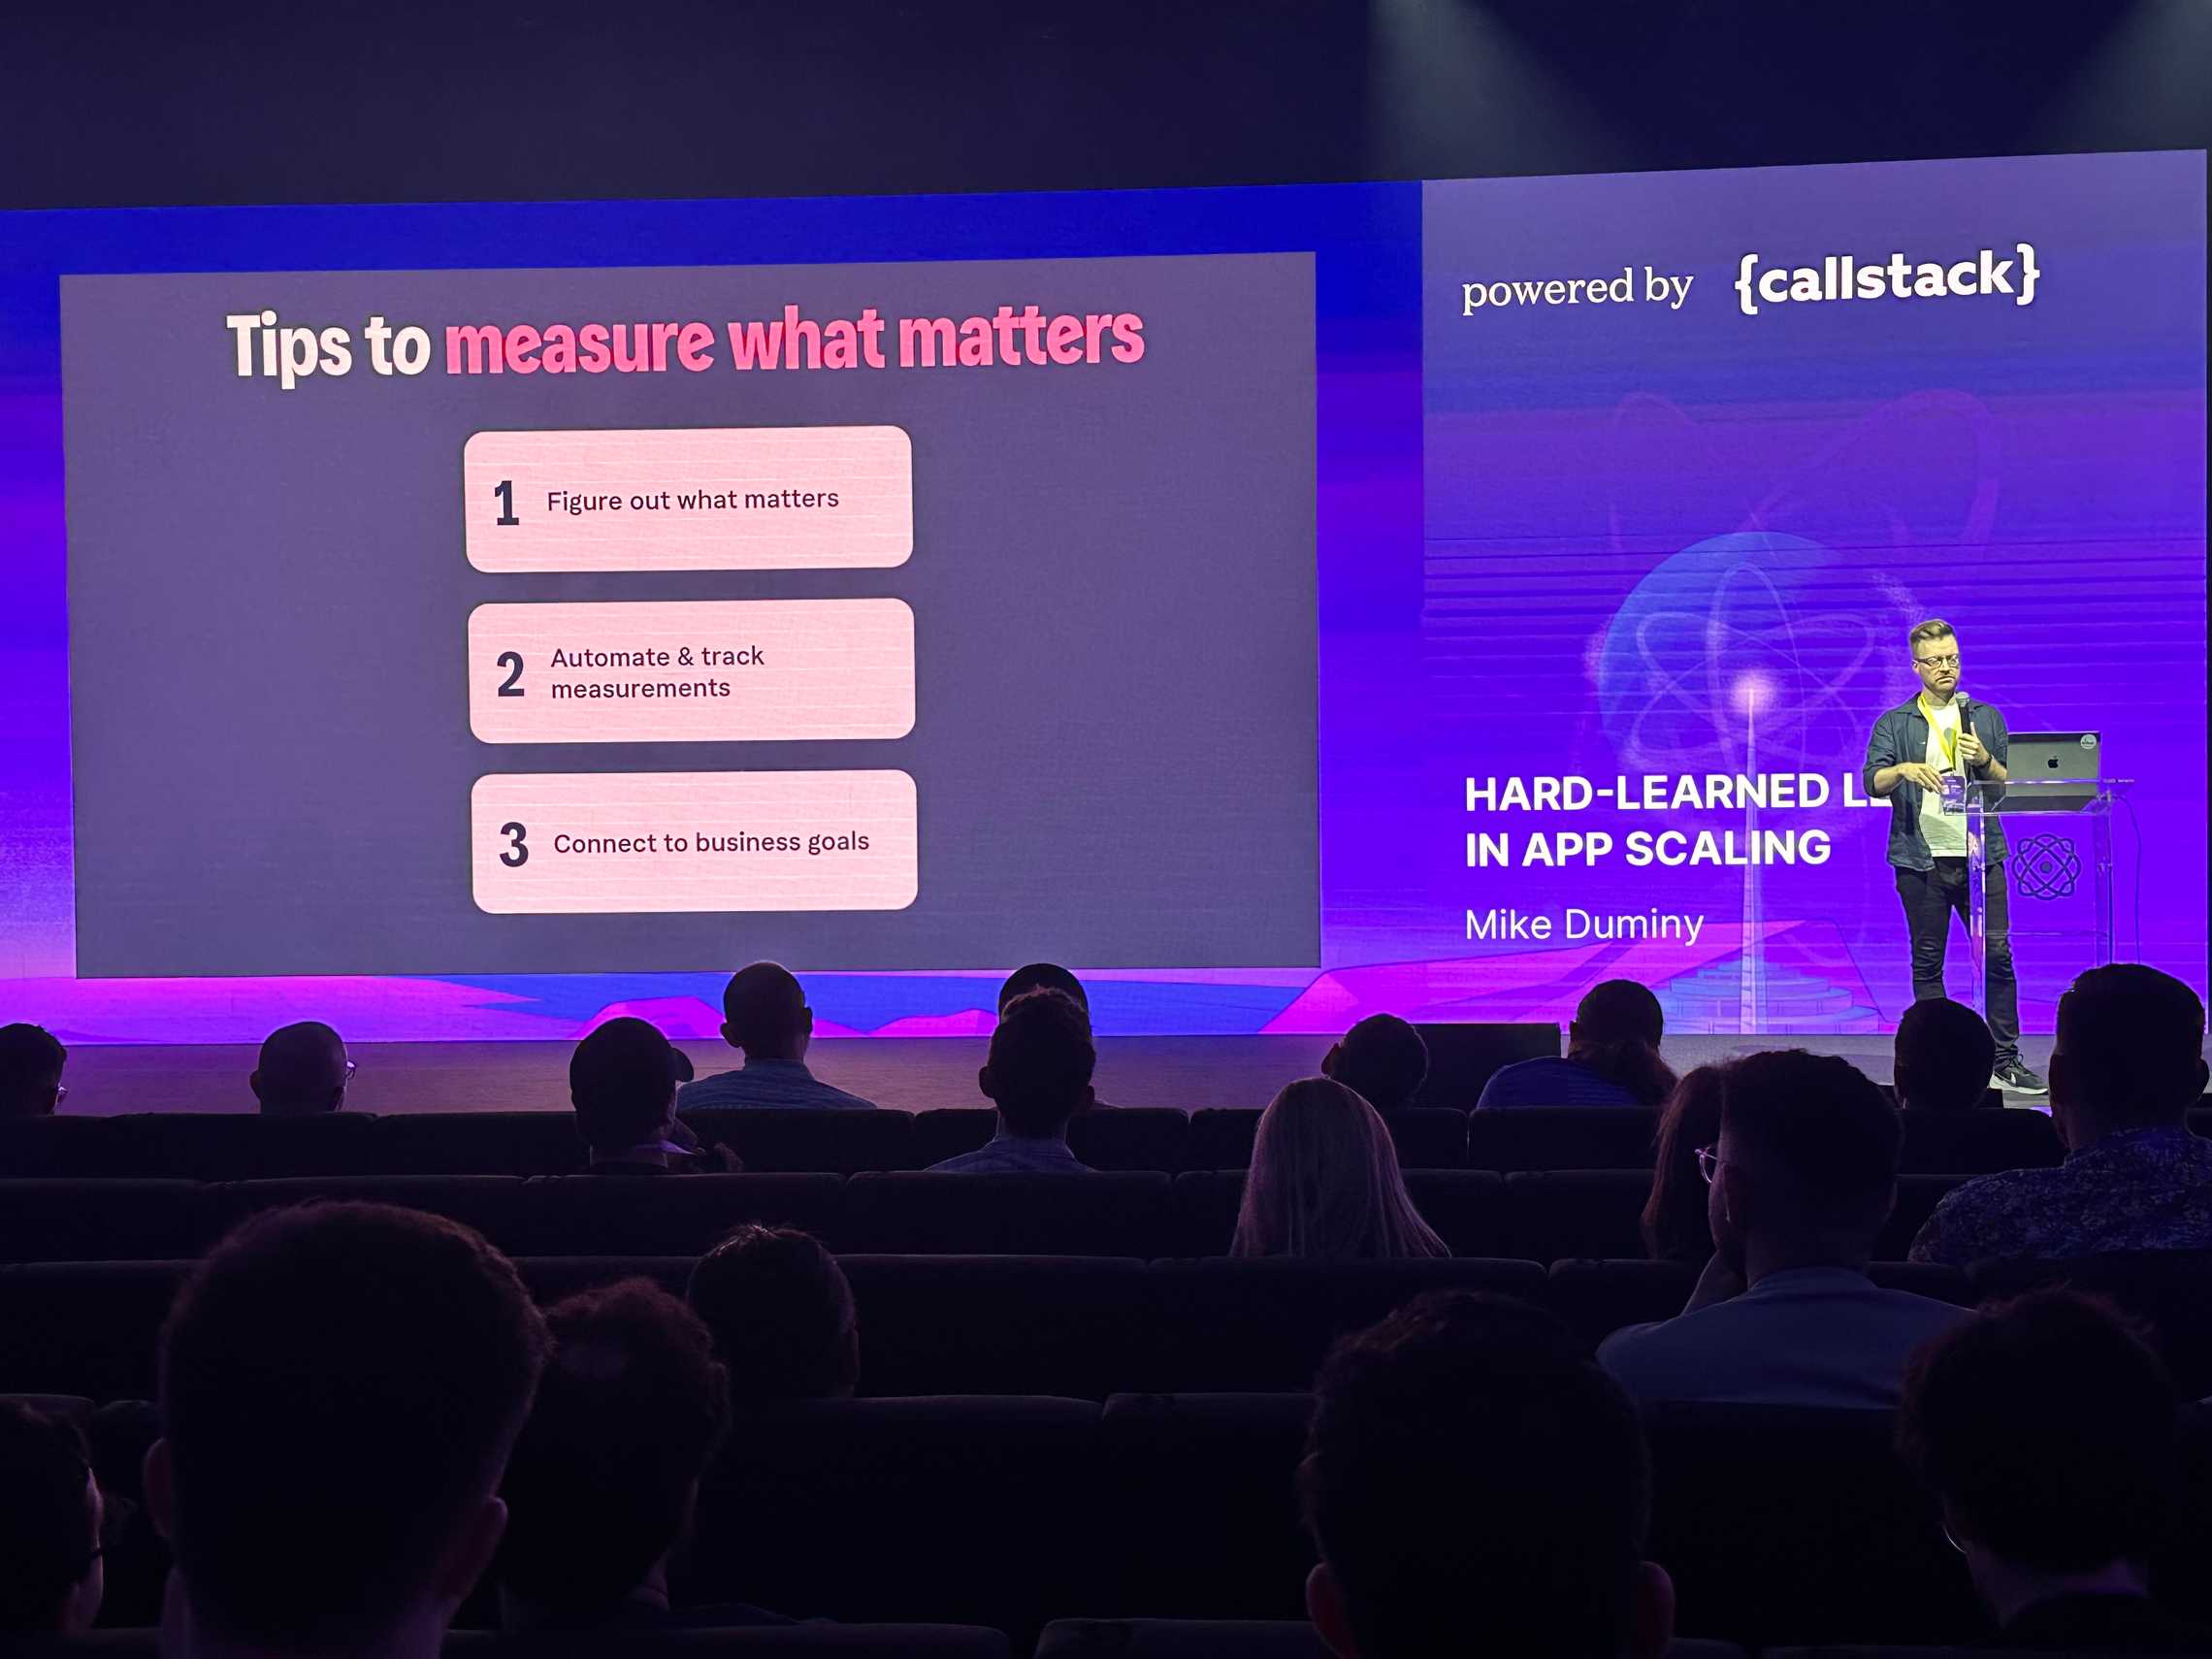 Tips to measure what matters
1 Figure out what matters
2 Automate & track
measurements
3 Connect to business goals
powered by {callstack}
HARD-LEARNED
IN APP SCALING
Mike Duminy